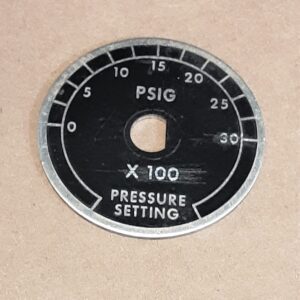 0 5 10 15 20 25 30
PSIG
X 100
PRESSURE
SETTING